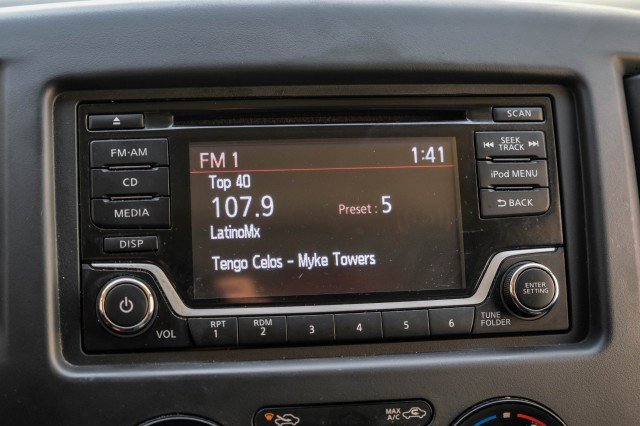 SCAN
FM·AM
CD
MEDIA
DISP
FM 1 1:41
Top 40
107.9 Preset : 5
LatinoMx
Tengo Celos - Myke Towers
SEEK
TRACK
iPod MENU
BACK
ENTER
SETTING
VOL
RPT
1
RDM
2
3
4
5
6
TUNE
FOLDER
MAX
A/C